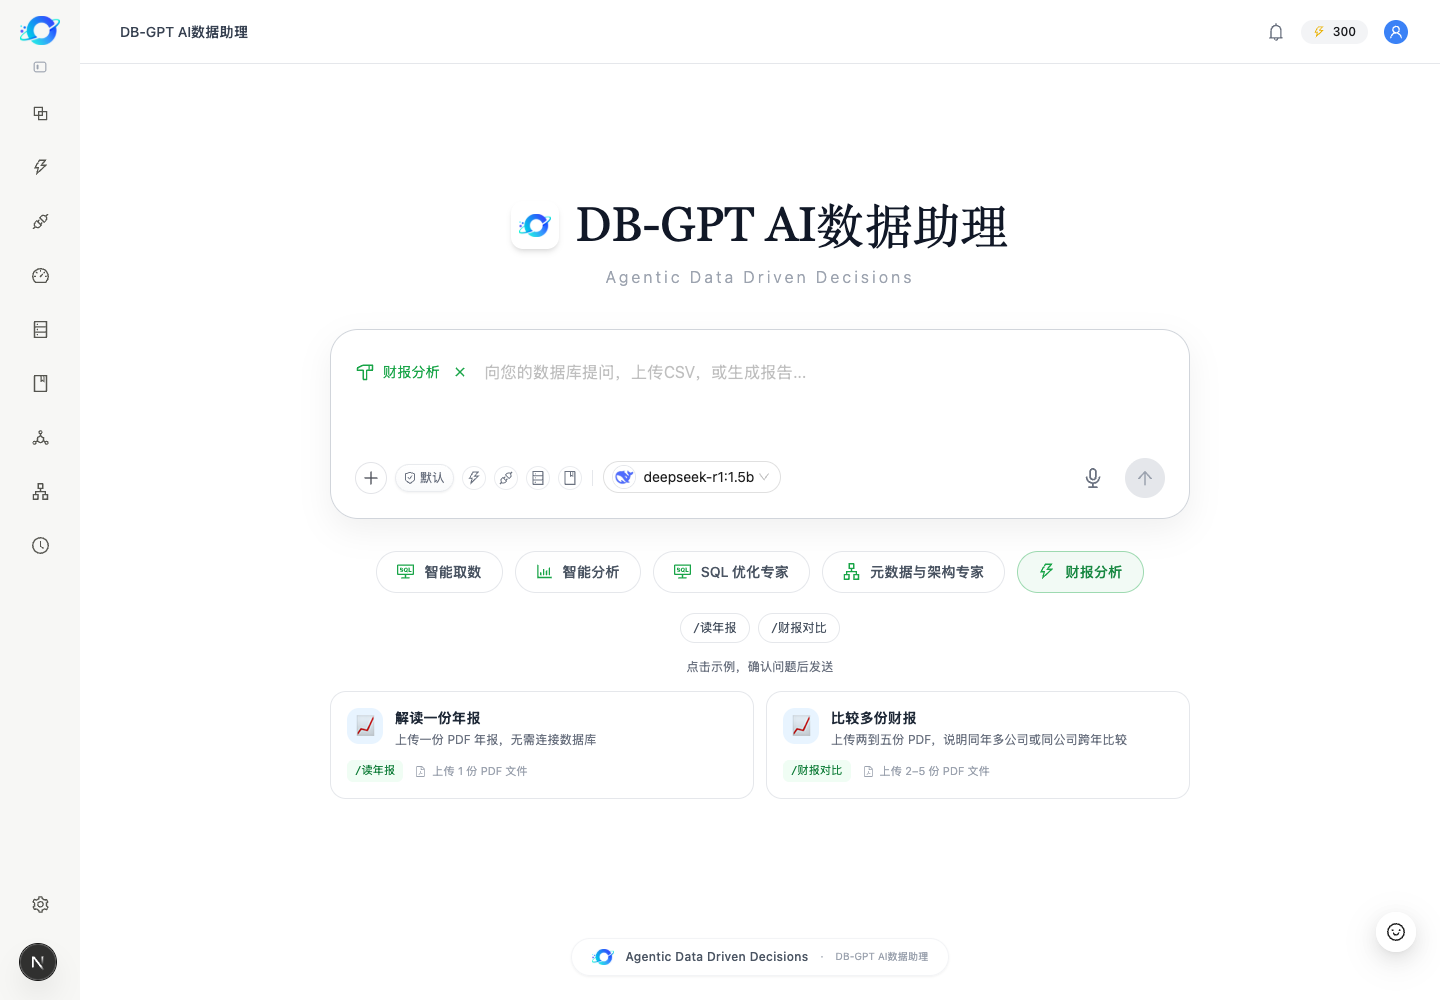 DB-GPT AI数据助理
300
DB-GPT AI数据助理
Agentic Data Driven Decisions
财报分析 × 向您的数据库提问，上传CSV，或生成报告...
默认 deepseek-r1:1.5b
智能取数 智能分析 SQL 优化专家 元数据与架构专家 财报分析
/读年报 /财报对比
点击示例，确认问题后发送
解读一份年报
上传一份 PDF 年报，无需连接数据库
/读年报 上传 1 份 PDF 文件
比较多份财报
上传两到五份 PDF，说明同年多公司或同公司跨年比较
/财报对比 上传 2–5 份 PDF 文件
N
Agentic Data Driven Decisions · DB-GPT AI数据助理